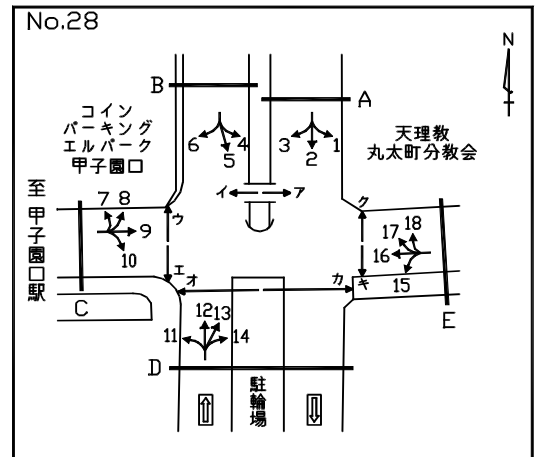 No.28
N
B
A
コイン
パーキング
エルパーク
甲子園口
天理教
丸太町分教会
6
5
4
3
2
1
至甲子園口駅
7 8
9
10
イ
ア
ウ
ク
17
18
16
15
エ
オ
カ
キ
C
E
11
12
13
14
D
駐輪場